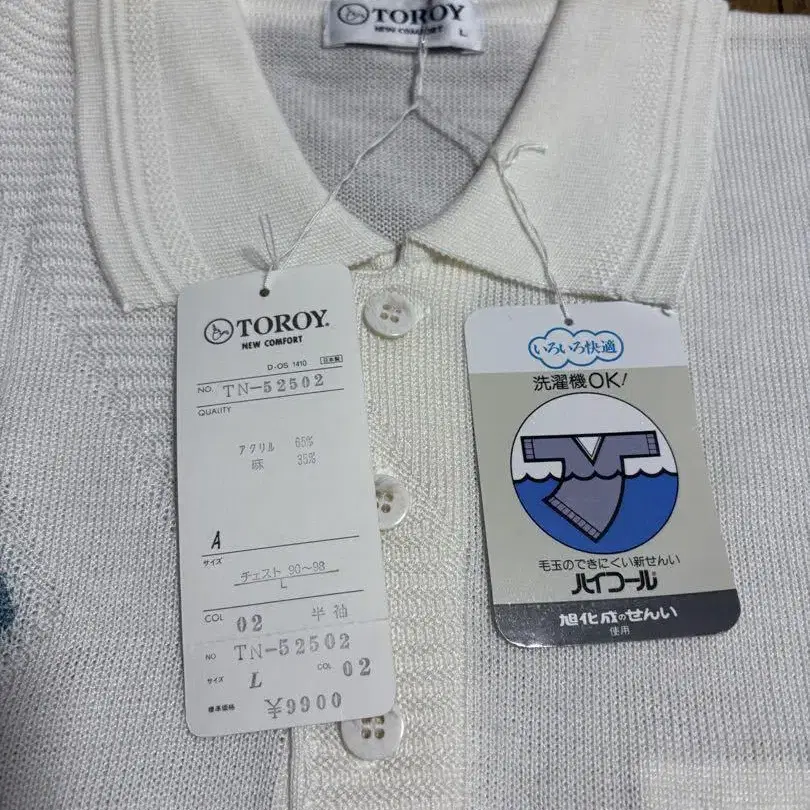 TOROY
NEW COMFORT
L
TOROY.
NEW COMFORT
D-OS 1410 日本製
NO. TN-52502
QUALITY
アクリル 65%
麻 35%
A
サイズ
チェスト 90〜98
L
COL 02 半袖
NO TN-52502
サイズ L COL 02
標準価格 ¥9900
いろいろ快適
洗濯機OK!
毛玉のできにくい新せんい
ハイコール
旭化成のせんい
使用